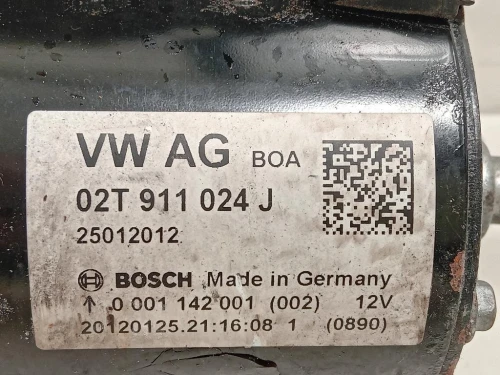 VW AG BOA
02T 911 024 J
25012012
BOSCH Made in Germany
↑ 0 001 142 001 (002) 12V
20120125.21:16:08 1 (0890)